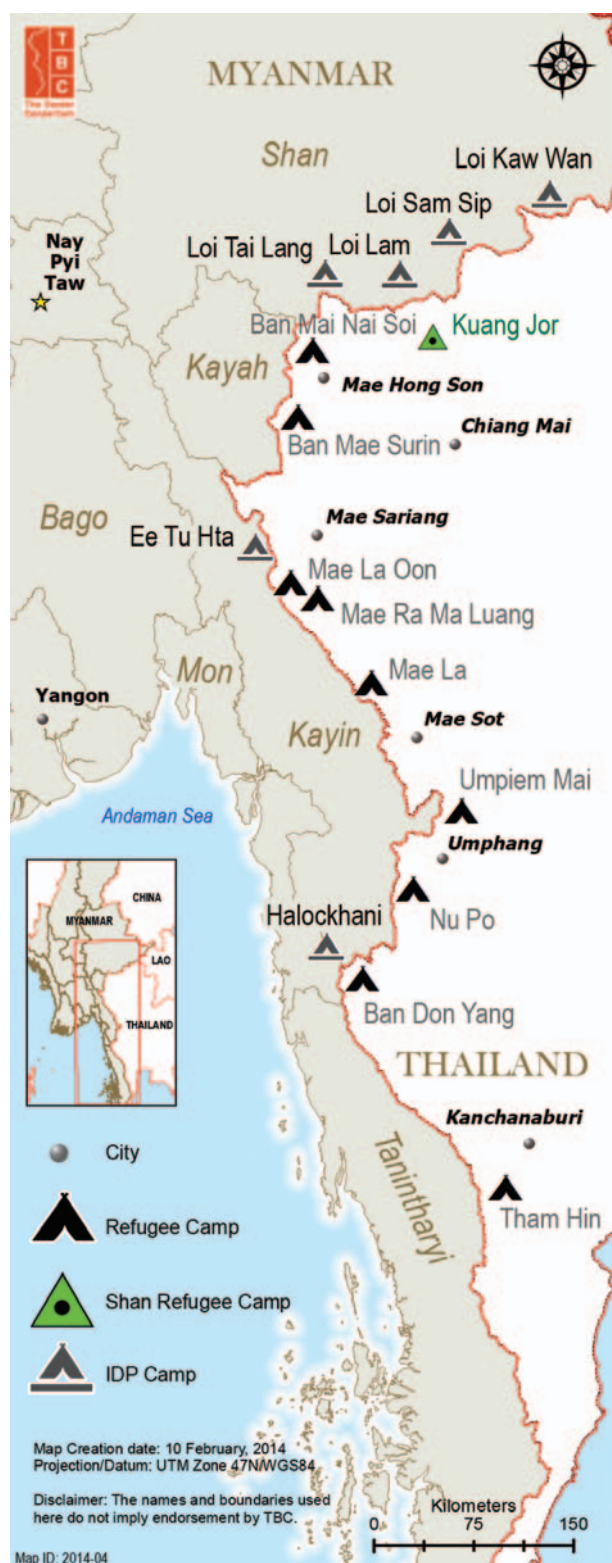 T
B
C
The Border
Consortium
MYANMAR
Shan
Loi Kaw Wan
Loi Sam Sip
Nay
Pyi
Taw
Loi Tai Lang
Loi Lam
Ban Mai Nai Soi
Kuang Jor
Kayah
Mae Hong Son
Chiang Mai
Ban Mae Surin
Bago
Mae Sariang
Ee Tu Hta
Mae La Oon
Mae Ra Ma Luang
Mon
Mae La
Yangon
Kayin
Mae Sot
Umpiem Mai
Andaman Sea
Umphang
CHINA
MYANMAR
LAO
THAILAND
Halockhani
Nu Po
Ban Don Yang
THAILAND
Kanchanaburi
Tanintharyi
Tham Hin
City
Refugee Camp
Shan Refugee Camp
IDP Camp
Map Creation date: 10 February, 2014
Projection/Datum: UTM Zone 47N/WGS84
Disclaimer: The names and boundaries used
here do not imply endorsement by TBC.
Kilometers
0 75 150
Map ID: 2014-04